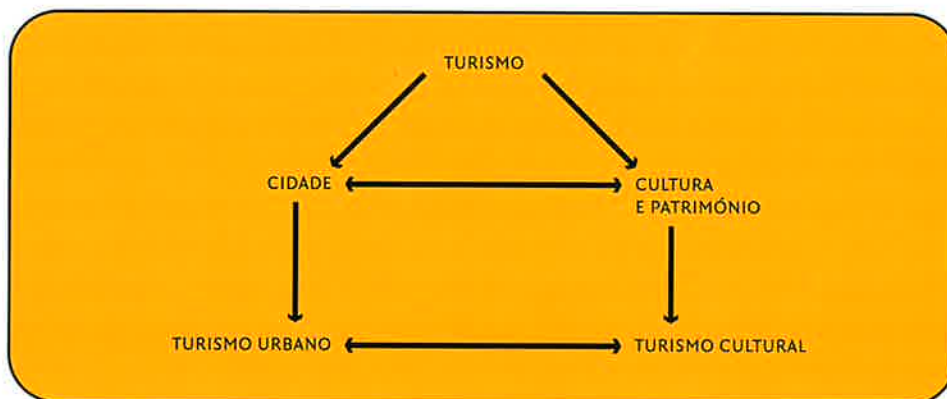 TURISMO
CIDADE
CULTURA
E PATRIMÓNIO
TURISMO URBANO
TURISMO CULTURAL